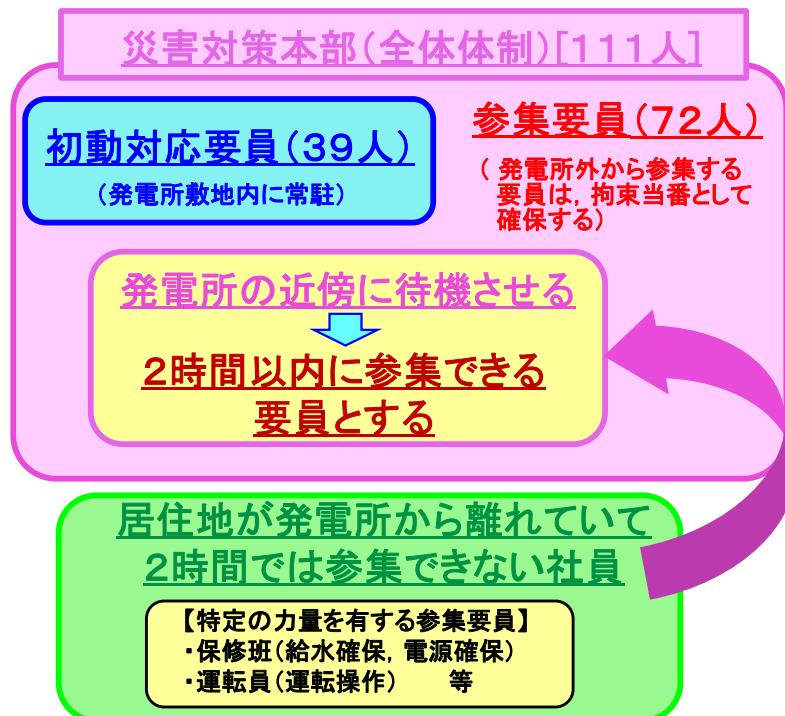 災害対策本部(全体体制)[111人]
初動対応要員(39人)
(発電所敷地内に常駐)
参集要員(72人)
( 発電所外から参集する
要員は，拘束当番として
確保する)
発電所の近傍に待機させる
2時間以内に参集できる
要員とする
居住地が発電所から離れていて
2時間では参集できない社員
【特定の力量を有する参集要員】
・保修班(給水確保，電源確保)
・運転員(運転操作)　　等